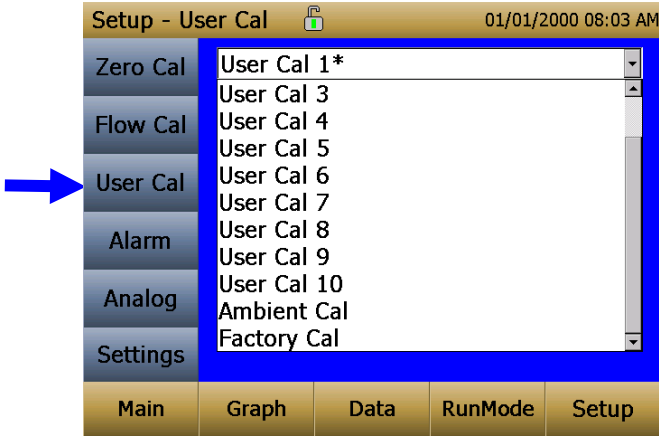 Setup - User Cal 01/01/2000 08:03 AM
Zero Cal
Flow Cal
User Cal
Alarm
Analog
Settings
User Cal 1*
User Cal 3
User Cal 4
User Cal 5
User Cal 6
User Cal 7
User Cal 8
User Cal 9
User Cal 10
Ambient Cal
Factory Cal
Main Graph Data RunMode Setup